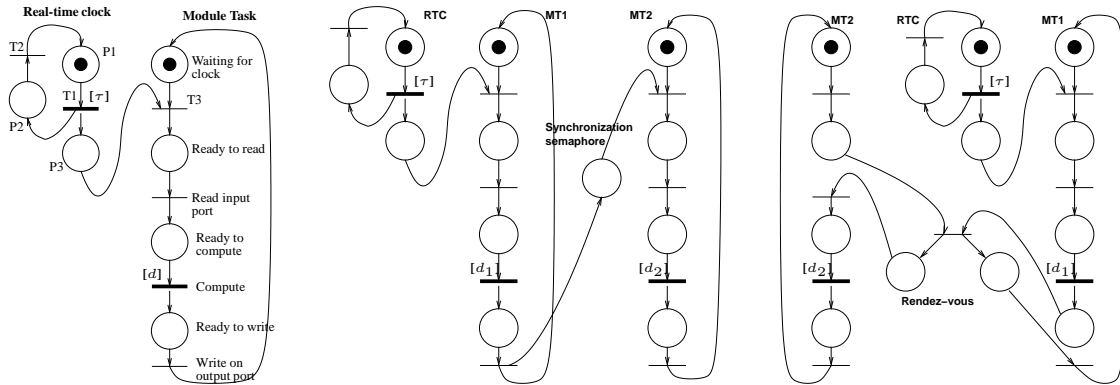 Real-time clock
Module Task
T2
P1
T1
[τ]
P2
P3
Waiting for
clock
T3
Ready to read
Read input
port
Ready to
compute
[d]
Compute
Ready to write
Write on
output port
RTC
[τ]
MT1
[d1]
Synchronization
semaphore
MT2
[d2]
MT2
[d2]
RTC
[τ]
Rendez-vous
MT1
[d1]